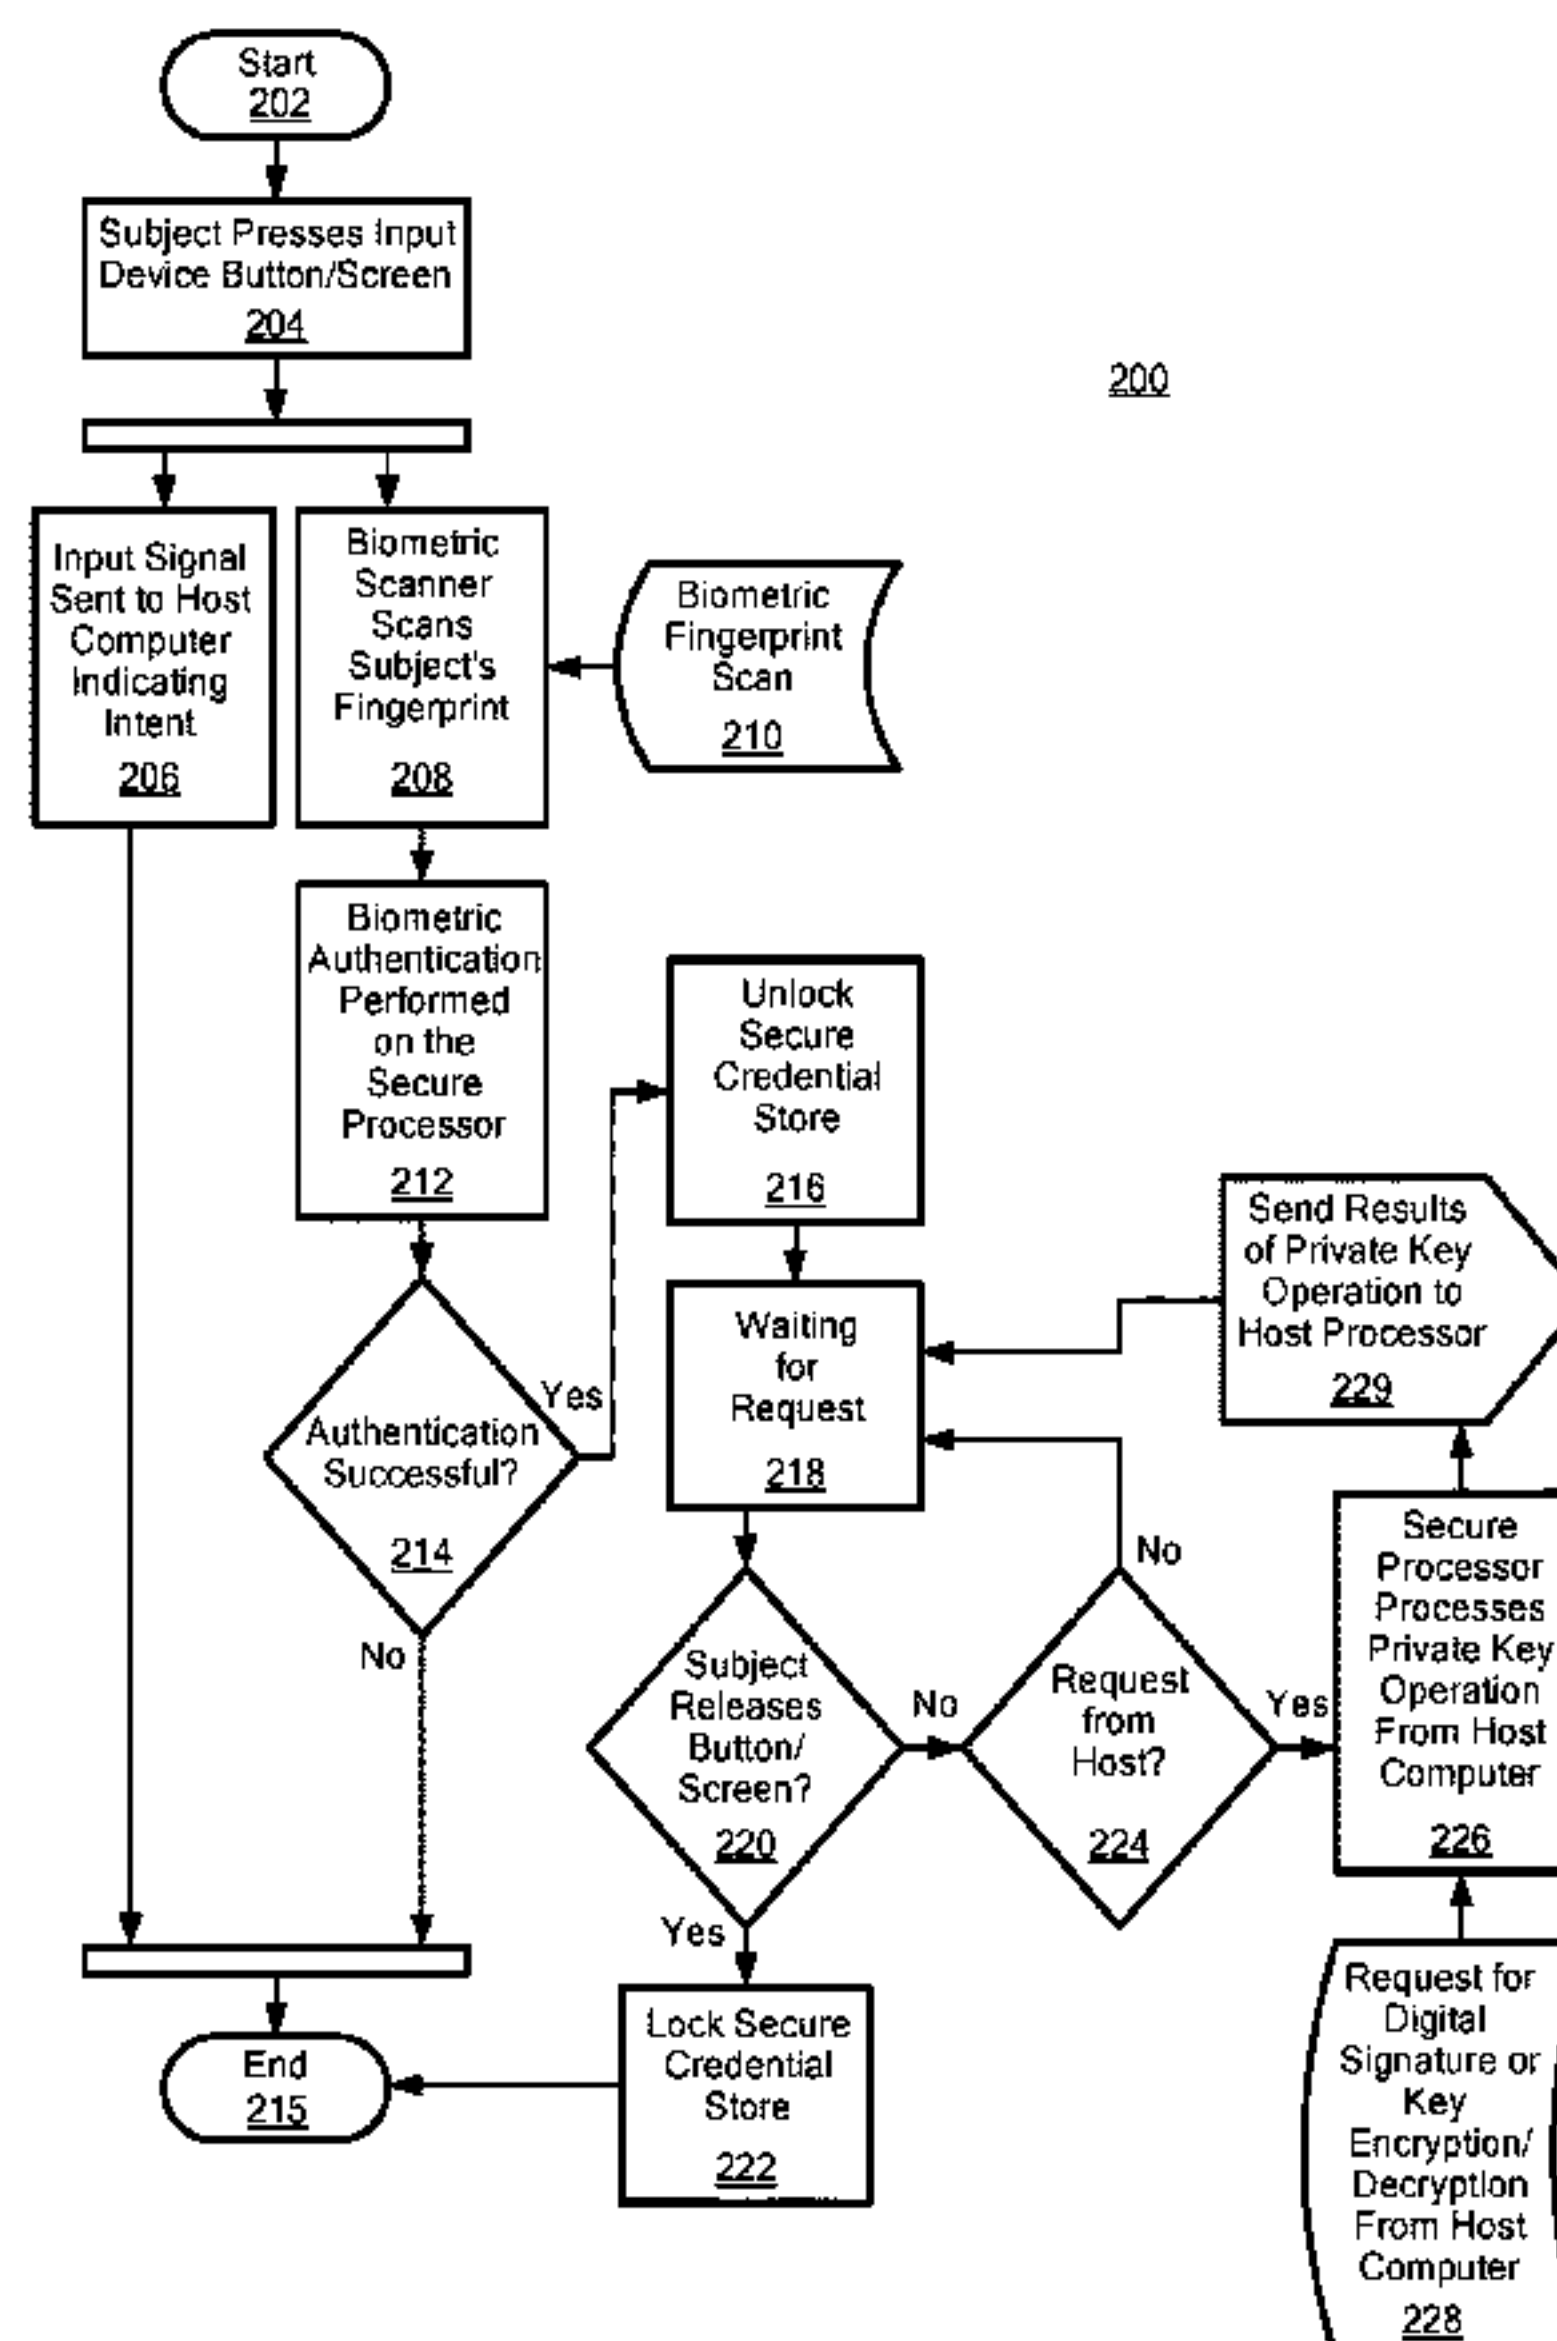 Start
202
Subject Presses Input
Device Button/Screen
204
200
Input Signal
Sent to Host
Computer
Indicating
Intent
206
Biometric
Scanner
Scans
Subject's
Fingerprint
208
Biometric
Fingerprint
Scan
210
Biometric
Authentication
Performed
on the
Secure
Processor
212
Unlock
Secure
Credential
Store
216
Authentication
Successful?
214
Yes
No
Waiting
for
Request
218
Send Results
of Private Key
Operation to
Host Processor
229
Subject
Releases
Button/
Screen?
220
No
Yes
Request
from
Host?
224
No
Yes
Secure
Processor
Processes
Private Key
Operation
From Host
Computer
226
Request for
Digital
Signature or
Key
Encryption/
Decryption
From Host
Computer
228
Lock Secure
Credential
Store
222
End
215